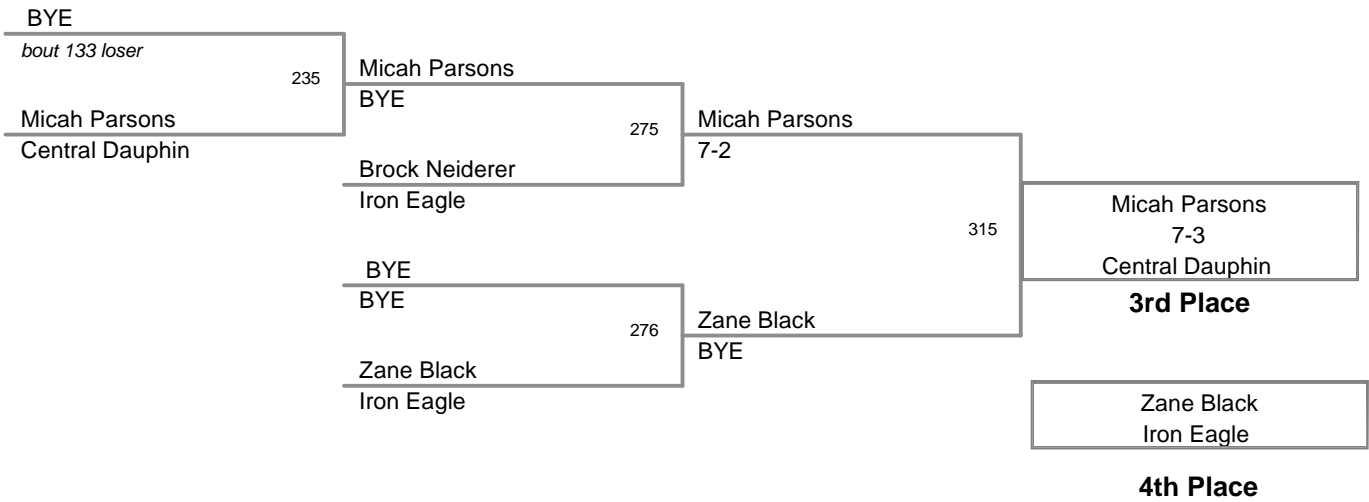 BYE
bout 133 loser
235
Micah Parsons
Central Dauphin
Micah Parsons
BYE
275
Brock Neiderer
Iron Eagle
BYE
BYE
276
Zane Black
Iron Eagle
Micah Parsons
7-2
315
Zane Black
BYE
Micah Parsons
7-3
Central Dauphin
3rd Place
Zane Black
Iron Eagle
4th Place